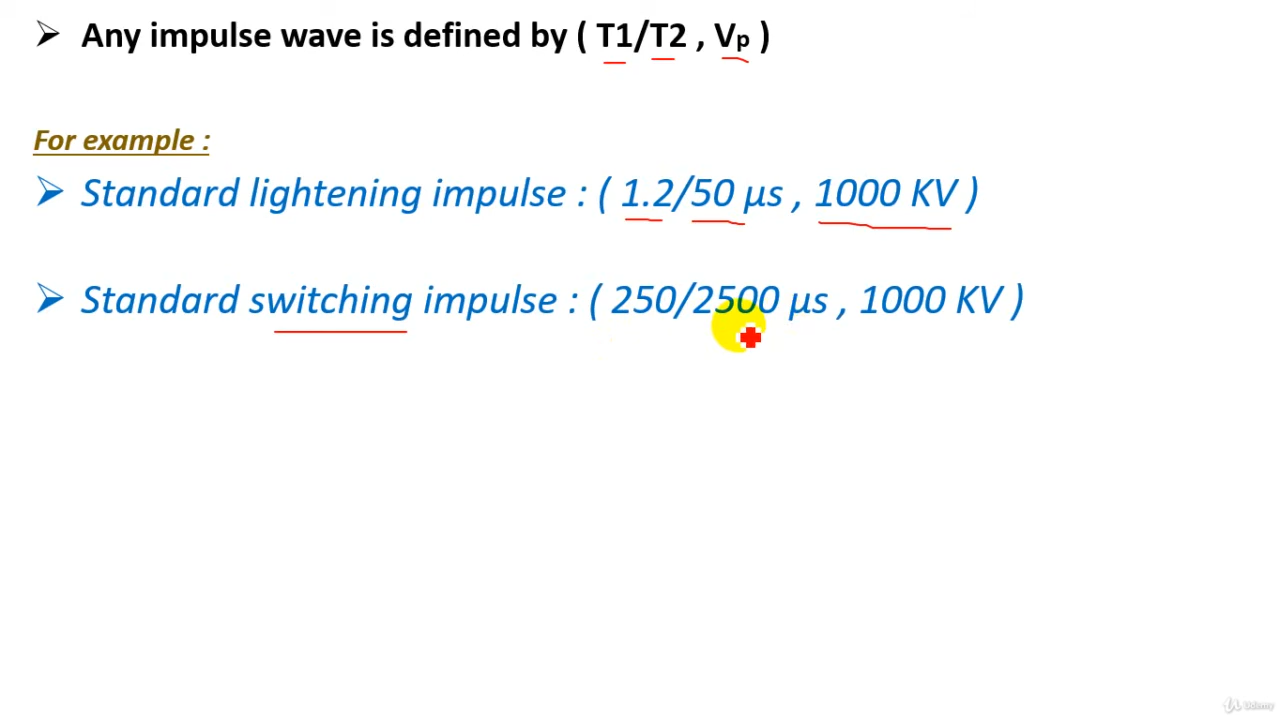 ➢ Any impulse wave is defined by ( T1/T2 , Vp )
For example :
➢ Standard lightening impulse : ( 1.2/50 μs , 1000 KV )
➢ Standard switching impulse : ( 250/2500 μs , 1000 KV )
Udemy